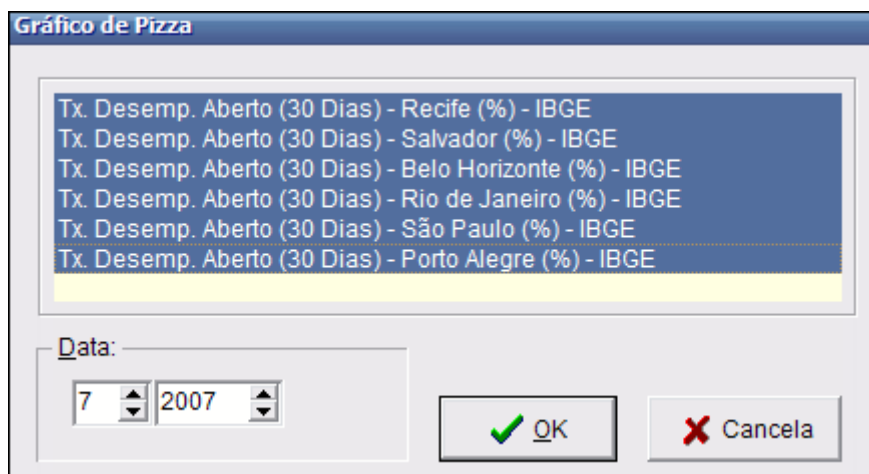 Gráfico de Pizza
Tx. Desemp. Aberto (30 Dias) - Recife (%) - IBGE
Tx. Desemp. Aberto (30 Dias) - Salvador (%) - IBGE
Tx. Desemp. Aberto (30 Dias) - Belo Horizonte (%) - IBGE
Tx. Desemp. Aberto (30 Dias) - Rio de Janeiro (%) - IBGE
Tx. Desemp. Aberto (30 Dias) - São Paulo (%) - IBGE
Tx. Desemp. Aberto (30 Dias) - Porto Alegre (%) - IBGE
Data:
7 2007
OK Cancela